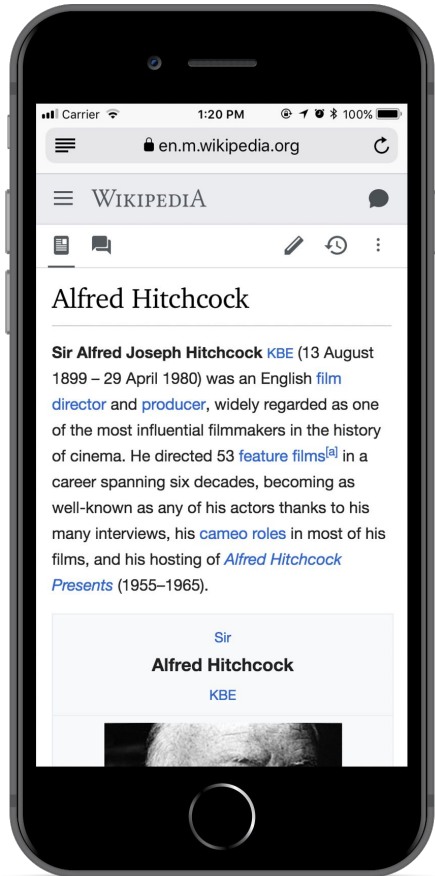 Carrier 1:20 PM 100%
en.m.wikipedia.org
WIKIPEDIA
Alfred Hitchcock
Sir Alfred Joseph Hitchcock KBE (13 August
1899 – 29 April 1980) was an English film
director and producer, widely regarded as one
of the most influential filmmakers in the history
of cinema. He directed 53 feature films[a] in a
career spanning six decades, becoming as
well-known as any of his actors thanks to his
many interviews, his cameo roles in most of his
films, and his hosting of Alfred Hitchcock
Presents (1955–1965).
Sir
Alfred Hitchcock
KBE